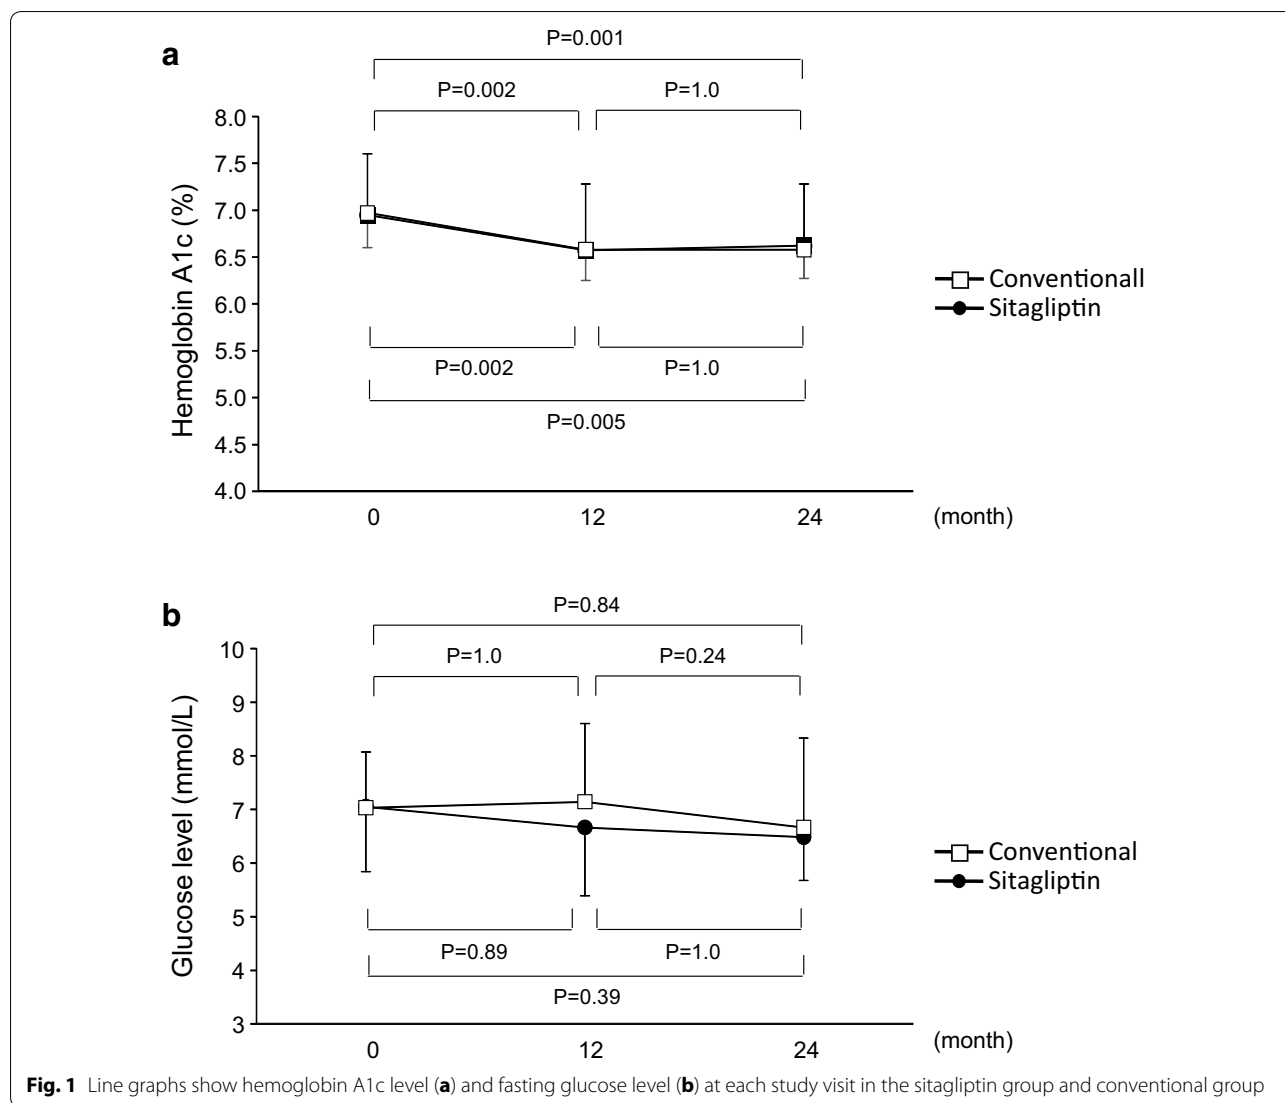 a
P=0.001
P=0.002 P=1.0
8.0
7.5
7.0
6.5
6.0
5.5
5.0
4.5
4.0
Hemoglobin A1c (%)
Conventionall
Sitagliptin
P=0.002 P=1.0
P=0.005
0 12 24 (month)
b
P=0.84
P=1.0 P=0.24
10
9
8
7
6
5
4
3
Glucose level (mmol/L)
Conventional
Sitagliptin
P=0.89 P=1.0
P=0.39
0 12 24 (month)
Fig. 1 Line graphs show hemoglobin A1c level (a) and fasting glucose level (b) at each study visit in the sitagliptin group and conventional group